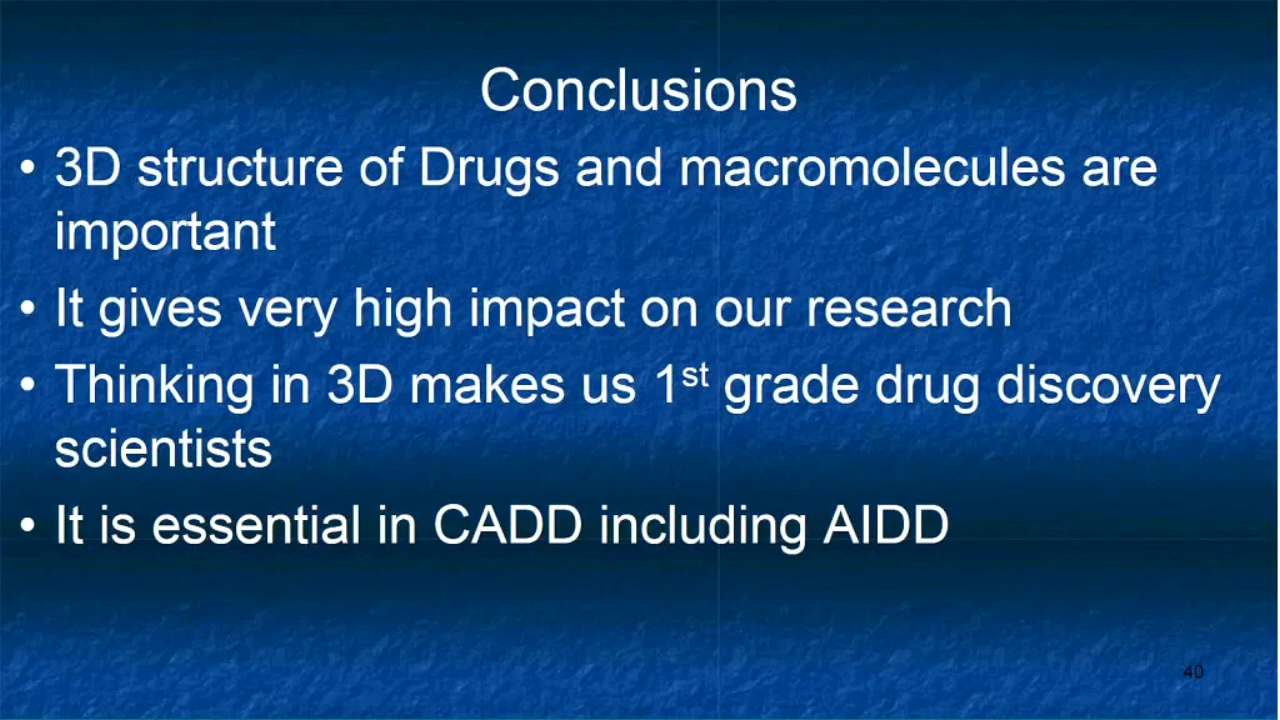 Conclusions
• 3D structure of Drugs and macromolecules are
important
• It gives very high impact on our research
• Thinking in 3D makes us 1st grade drug discovery
scientists
• It is essential in CADD including AIDD
40